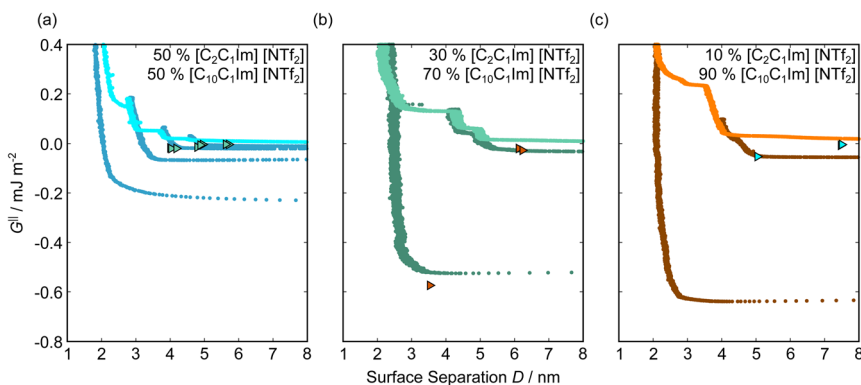 (a)
(b)
(c)
50 % [C2C1Im] [NTf2]
50 % [C10C1Im] [NTf2]
30 % [C2C1Im] [NTf2]
70 % [C10C1Im] [NTf2]
10 % [C2C1Im] [NTf2]
90 % [C10C1Im] [NTf2]
0.4
0.2
0.0
-0.2
-0.4
-0.6
-0.8
G|| / mJ m-2
1 2 3 4 5 6 7 8
1 2 3 4 5 6 7 8
1 2 3 4 5 6 7 8
Surface Separation D / nm